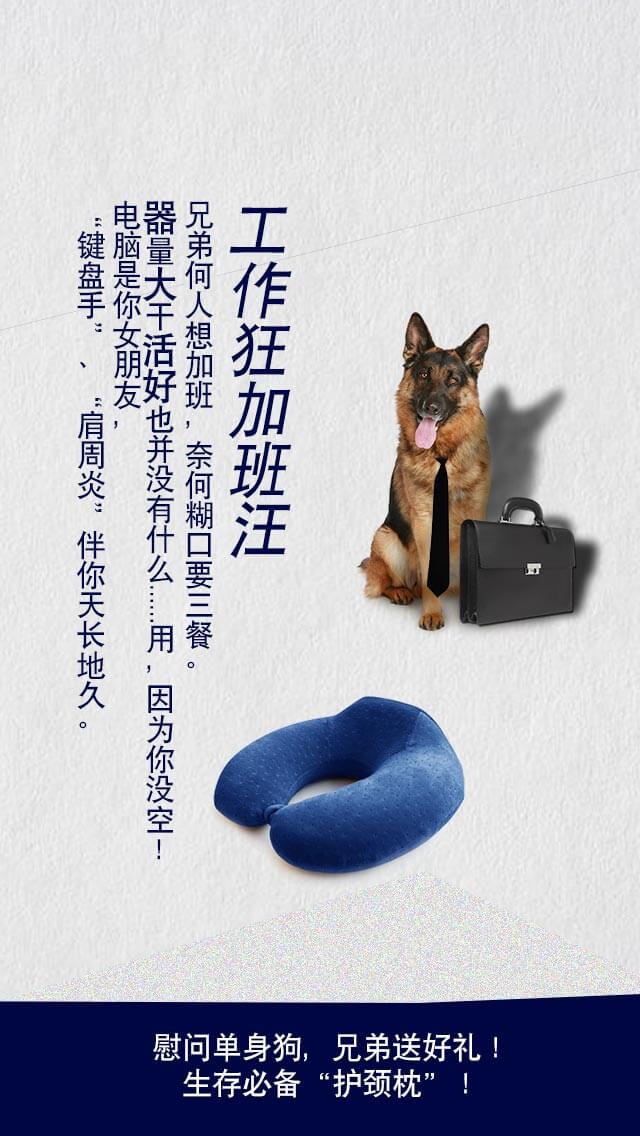 工作狂加班汪
兄弟何人想加班，奈何糊口要三餐。
器量大干活好也并没有什么……用，因为你没空！
电脑是你女朋友，
“键盘手”、“肩周炎”伴你天长地久。
慰问单身狗，兄弟送好礼！
生存必备“护颈枕”！